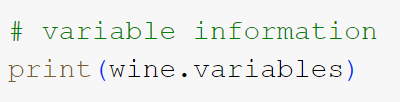 # variable information
print(wine.variables)